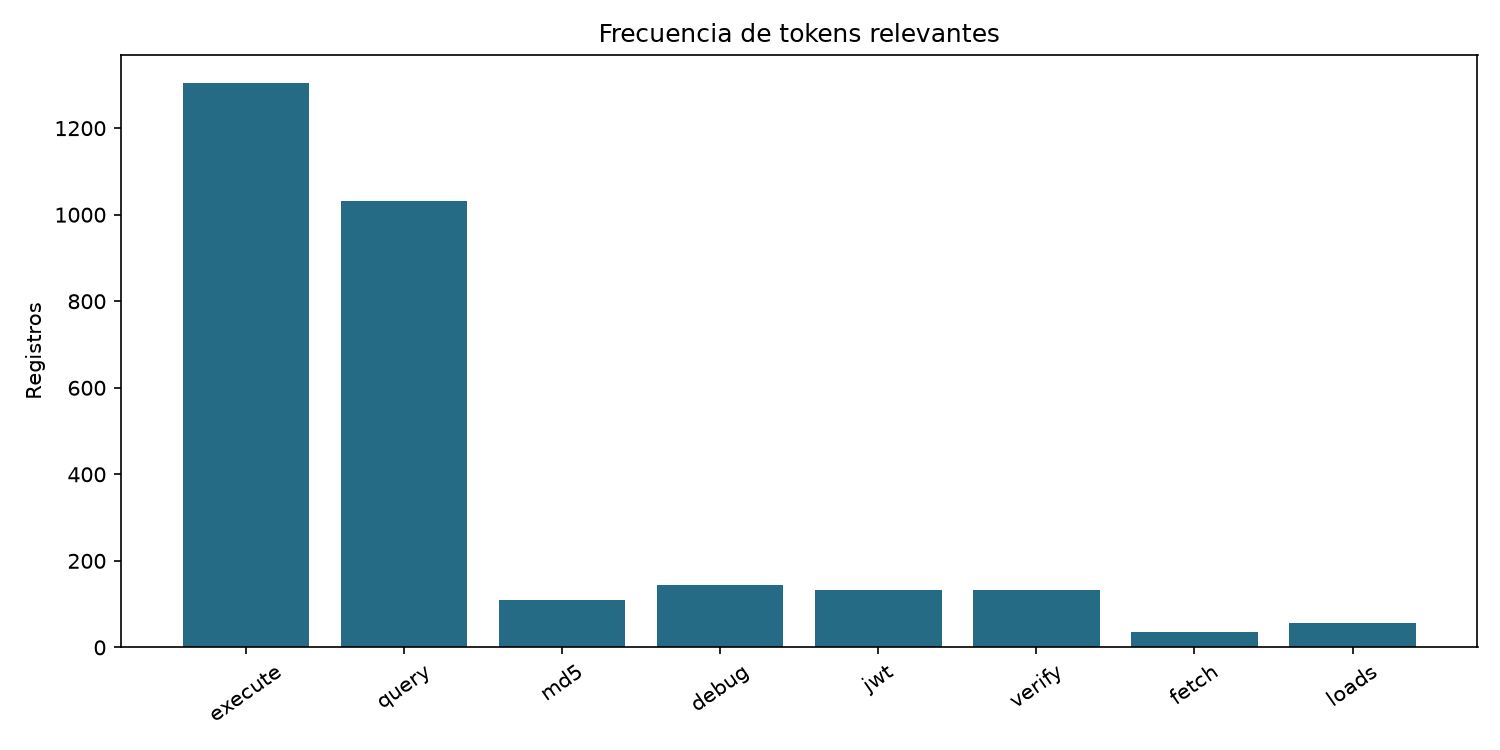 Frecuencia de tokens relevantes
Registros
1200
1000
800
600
400
200
0
execute
query
md5
debug
jwt
verify
fetch
loads